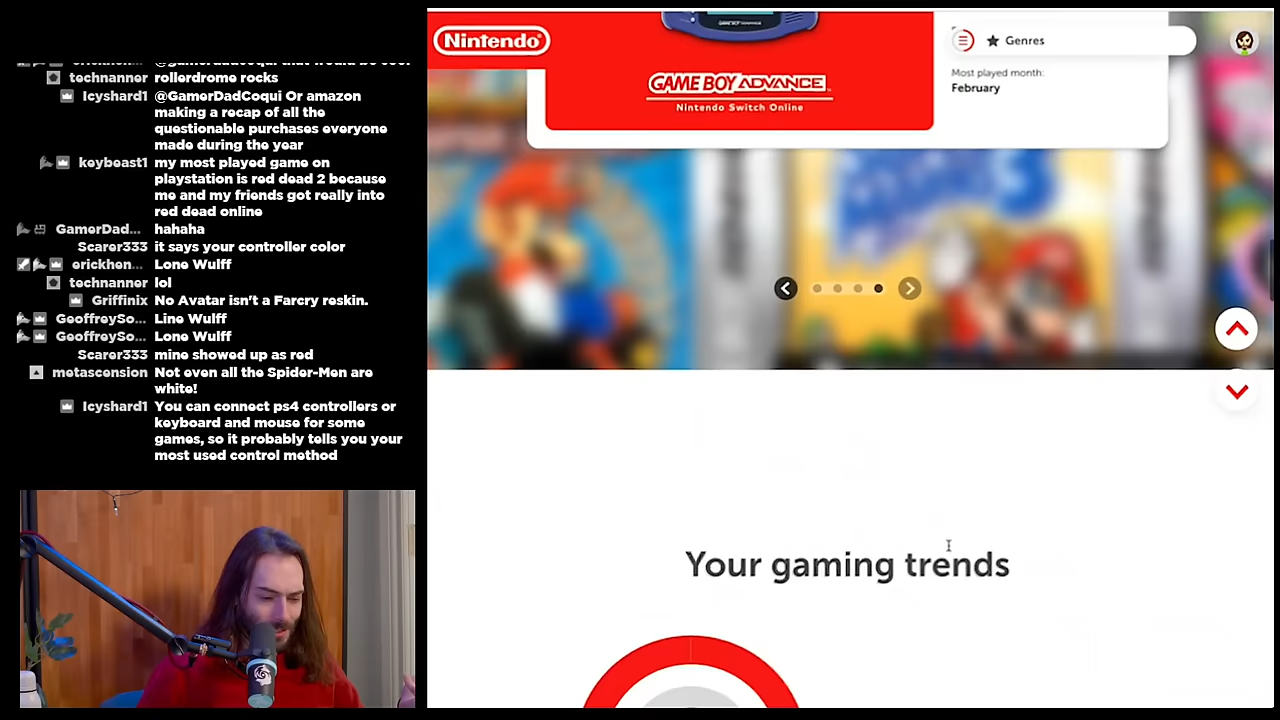 technanner rollerdrome rocks
Icyshard1 @GamerDadCoqui Or amazon
making a recap of all the
questionable purchases everyone
made during the year
keybeast1 my most played game on
playstation is red dead 2 because
me and my friends got really into
red dead online
GamerDad... hahaha
Scarer333 it says your controller color
erickhen... Lone Wulff
technanner lol
Griffinix No Avatar isn't a Farcry reskin.
GeoffreySo... Line Wulff
GeoffreySo... Lone Wulff
Scarer333 mine showed up as red
metascension Not even all the Spider-Men are
white!
Icyshard1 You can connect ps4 controllers or
keyboard and mouse for some
games, so it probably tells you your
most used control method
Nintendo
GAME BOY ADVANCE
Nintendo Switch Online
Genres
Most played month:
February
Your gaming trends